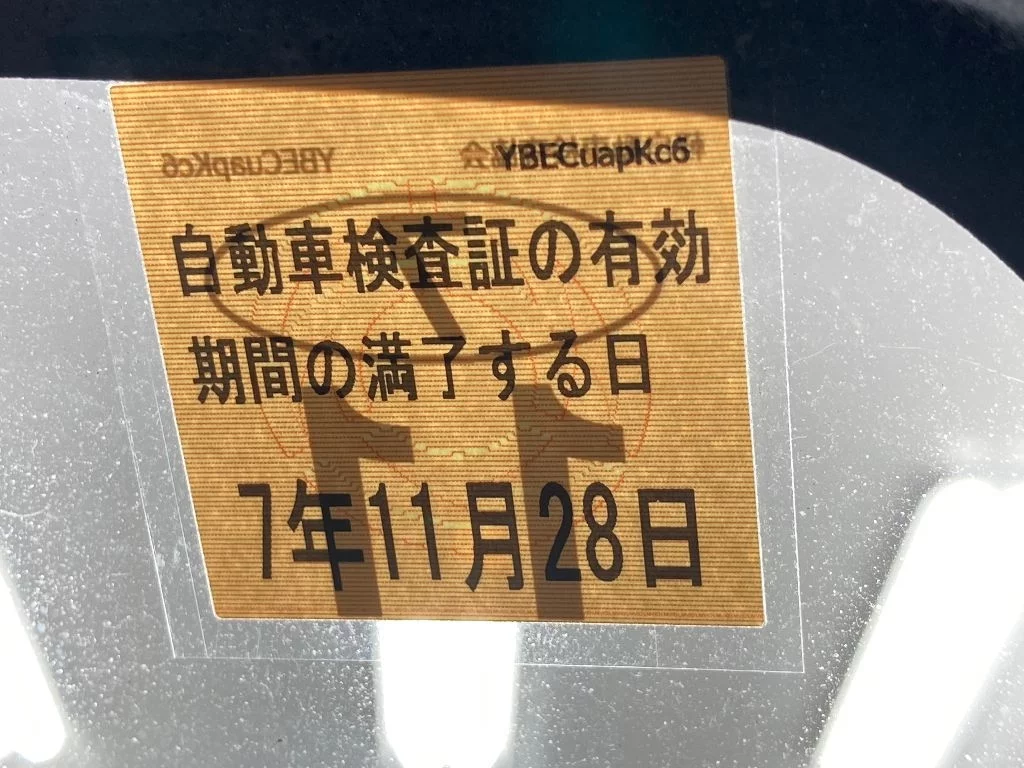 YBECuapKc6
自動車検査証の有効
期間の満了する日
7年11月28日